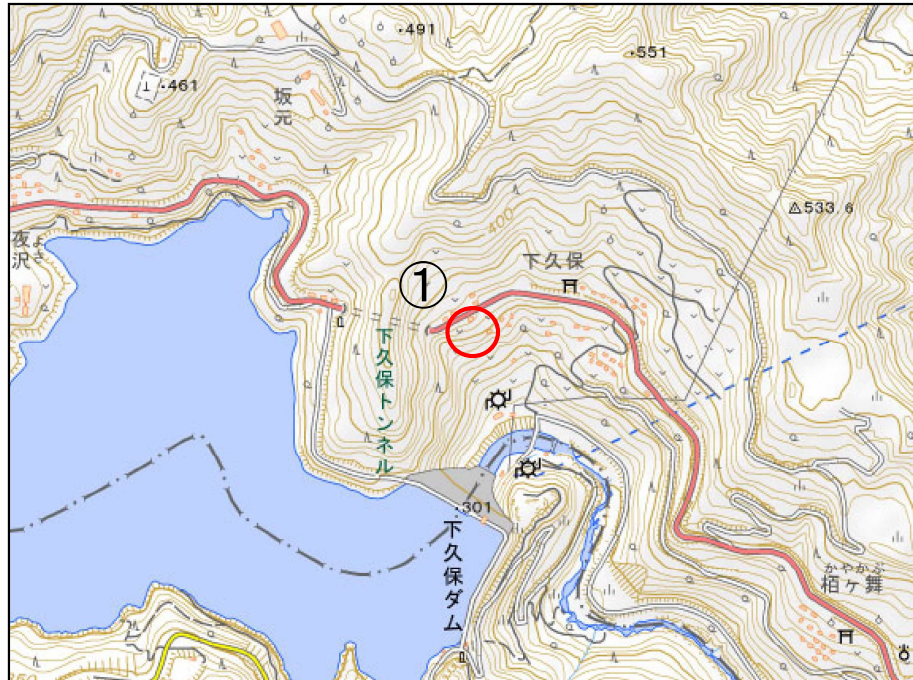 ・491
・551
・461
坂元
△533.6
夜沢
よさ
400
下久保
①
下久保トンネル
・301
下久保ダム
かやかぶ
栢ヶ舞